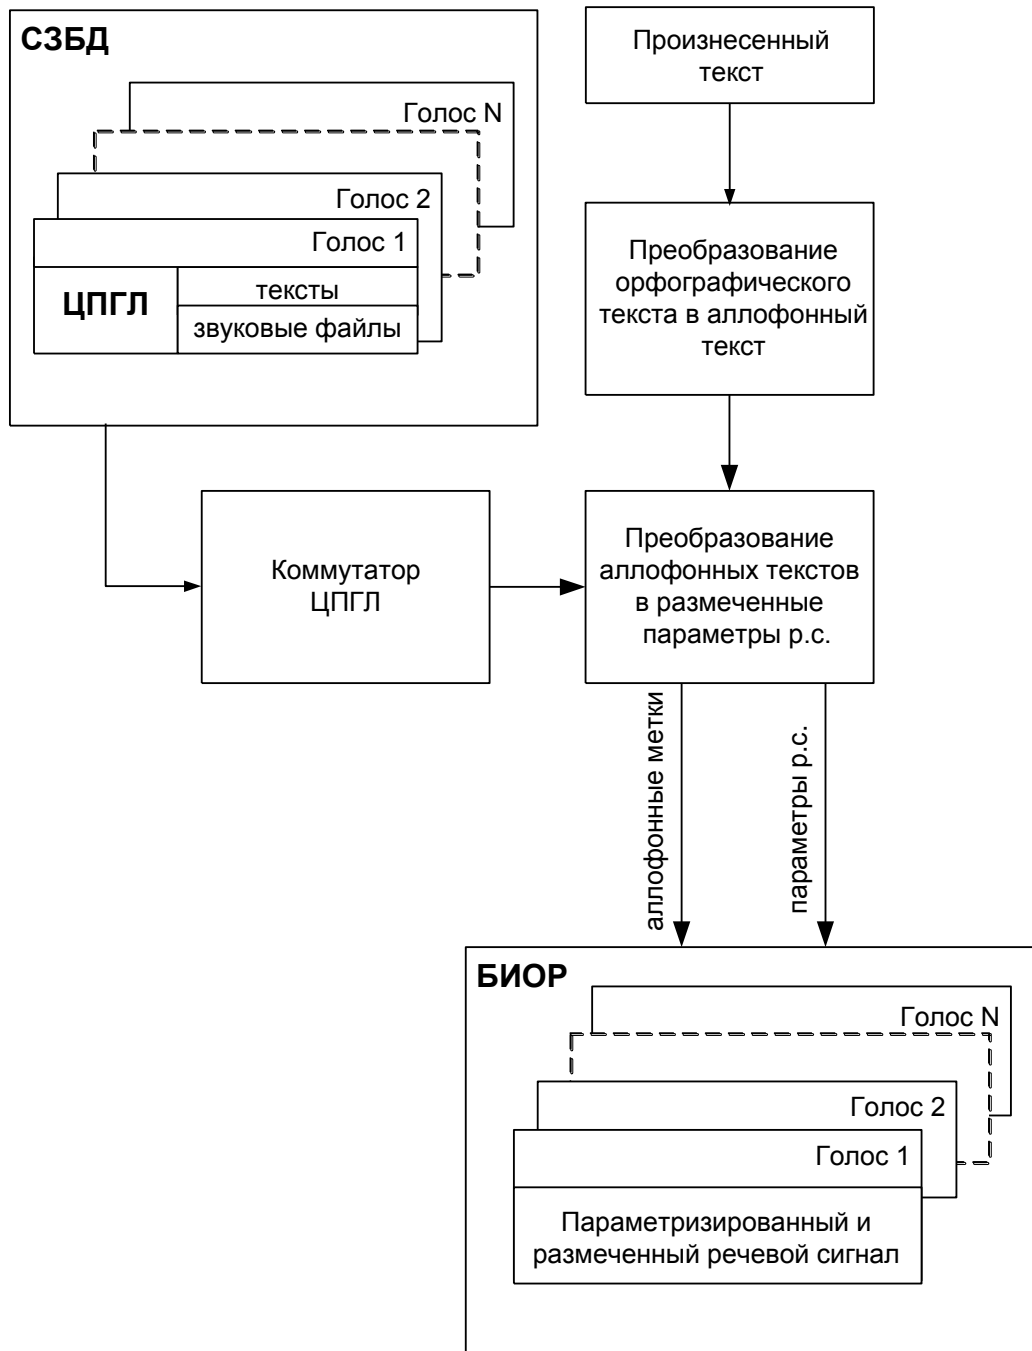 СЗБД
Голос N
Голос 2
Голос 1
ЦПГЛ
тексты
звуковые файлы
Произнесенный
текст
Преобразование
орфографического
текста в аллофонный
текст
Коммутатор
ЦПГЛ
Преобразование
аллофонных текстов
в размеченные
параметры р.с.
аллофонные метки
параметры р.с.
БИОР
Голос N
Голос 2
Голос 1
Параметризированный и
размеченный речевой сигнал